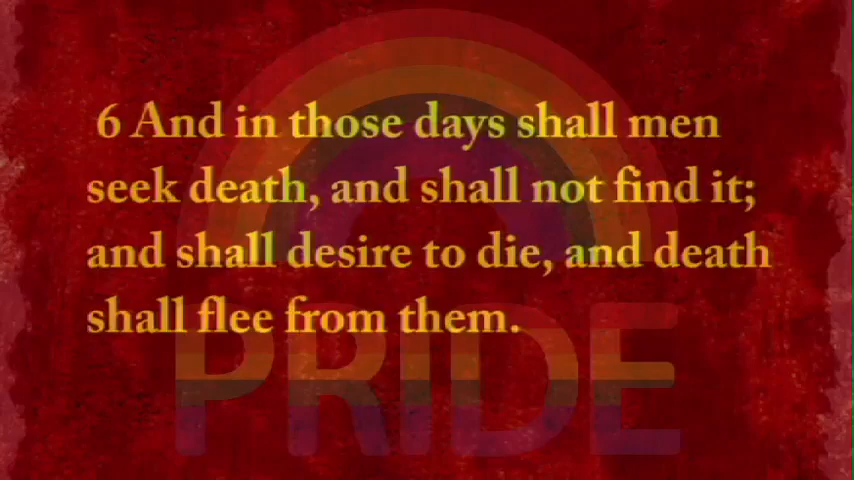 6 And in those days shall men
seek death, and shall not find it;
and shall desire to die, and death
shall flee from them.
PRIDE